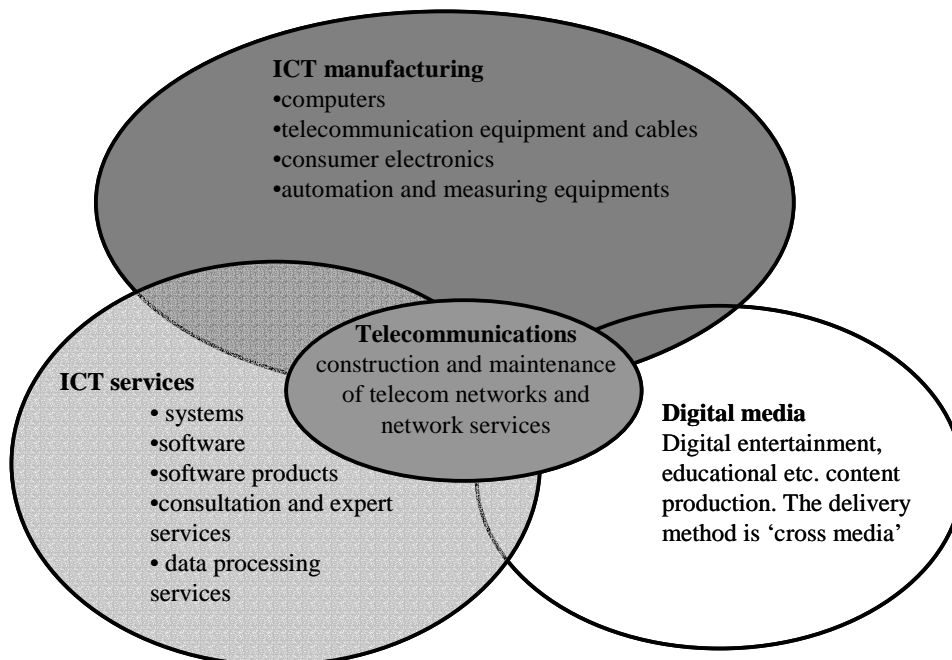 ICT manufacturing
•computers
•telecommunication equipment and cables
•consumer electronics
•automation and measuring equipments
Telecommunications
construction and maintenance
of telecom networks and
network services
ICT services
• systems
•software
•software products
•consultation and expert
services
• data processing
services
Digital media
Digital entertainment,
educational etc. content
production. The delivery
method is ‘cross media’